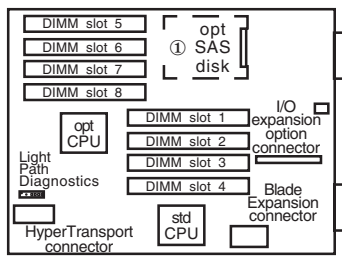 DIMM slot 5
DIMM slot 6
DIMM slot 7
DIMM slot 8
① opt
SAS
disk
opt
CPU
DIMM slot 1
DIMM slot 2
DIMM slot 3
DIMM slot 4
I/O
expansion
option
connector
Light
Path
Diagnostics
HyperTransport
connector
std
CPU
Blade
Expansion
connector